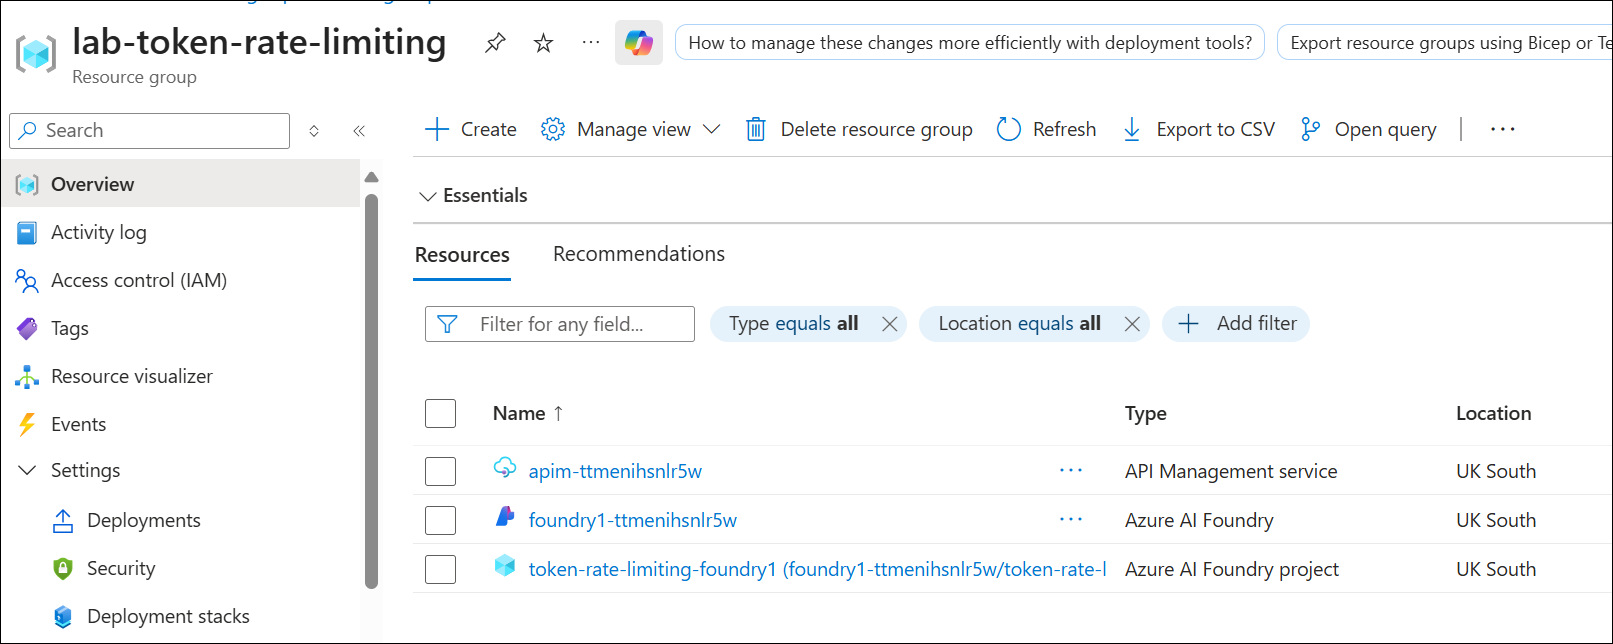 lab-token-rate-limiting
Resource group
How to manage these changes more efficiently with deployment tools?
Export resource groups using Bicep or Te
Search
Create
Manage view
Delete resource group
Refresh
Export to CSV
Open query
Overview
Activity log
Access control (IAM)
Tags
Resource visualizer
Events
Settings
Deployments
Security
Deployment stacks
Essentials
Resources
Recommendations
Filter for any field...
Type equals all
Location equals all
Add filter
Name ↑ Type Location
apim-ttmenihsnlr5w ··· API Management service UK South
foundry1-ttmenihsnlr5w ··· Azure AI Foundry UK South
token-rate-limiting-foundry1 (foundry1-ttmenihsnlr5w/token-rate-l Azure AI Foundry project UK South